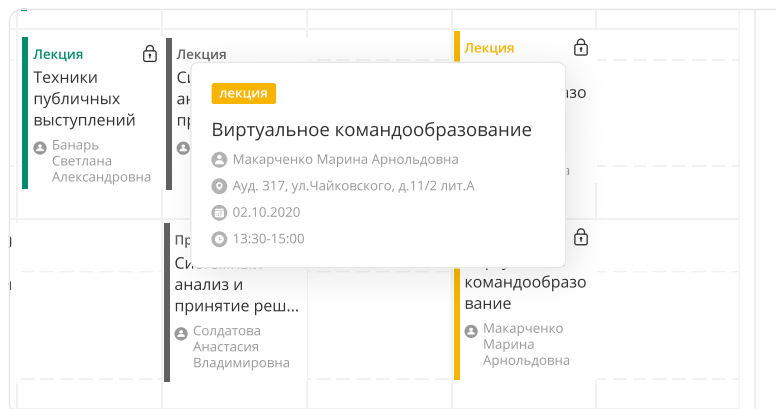 Лекция
Техники
публичных
выступлений
Банарь
Светлана
Александровна
Лекция
Лекция
лекция
Виртуальное командообразование
Макарченко Марина Арнольдовна
Ауд. 317, ул.Чайковского, д.11/2 лит.А
02.10.2020
13:30-15:00
анализ и
принятие реш...
Солдатова
Анастасия
Владимировна
командообразо
вание
Макарченко
Марина
Арнольдовна